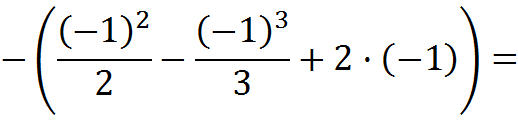 −((−1)²/2 − (−1)³/3 + 2 · (−1)) =